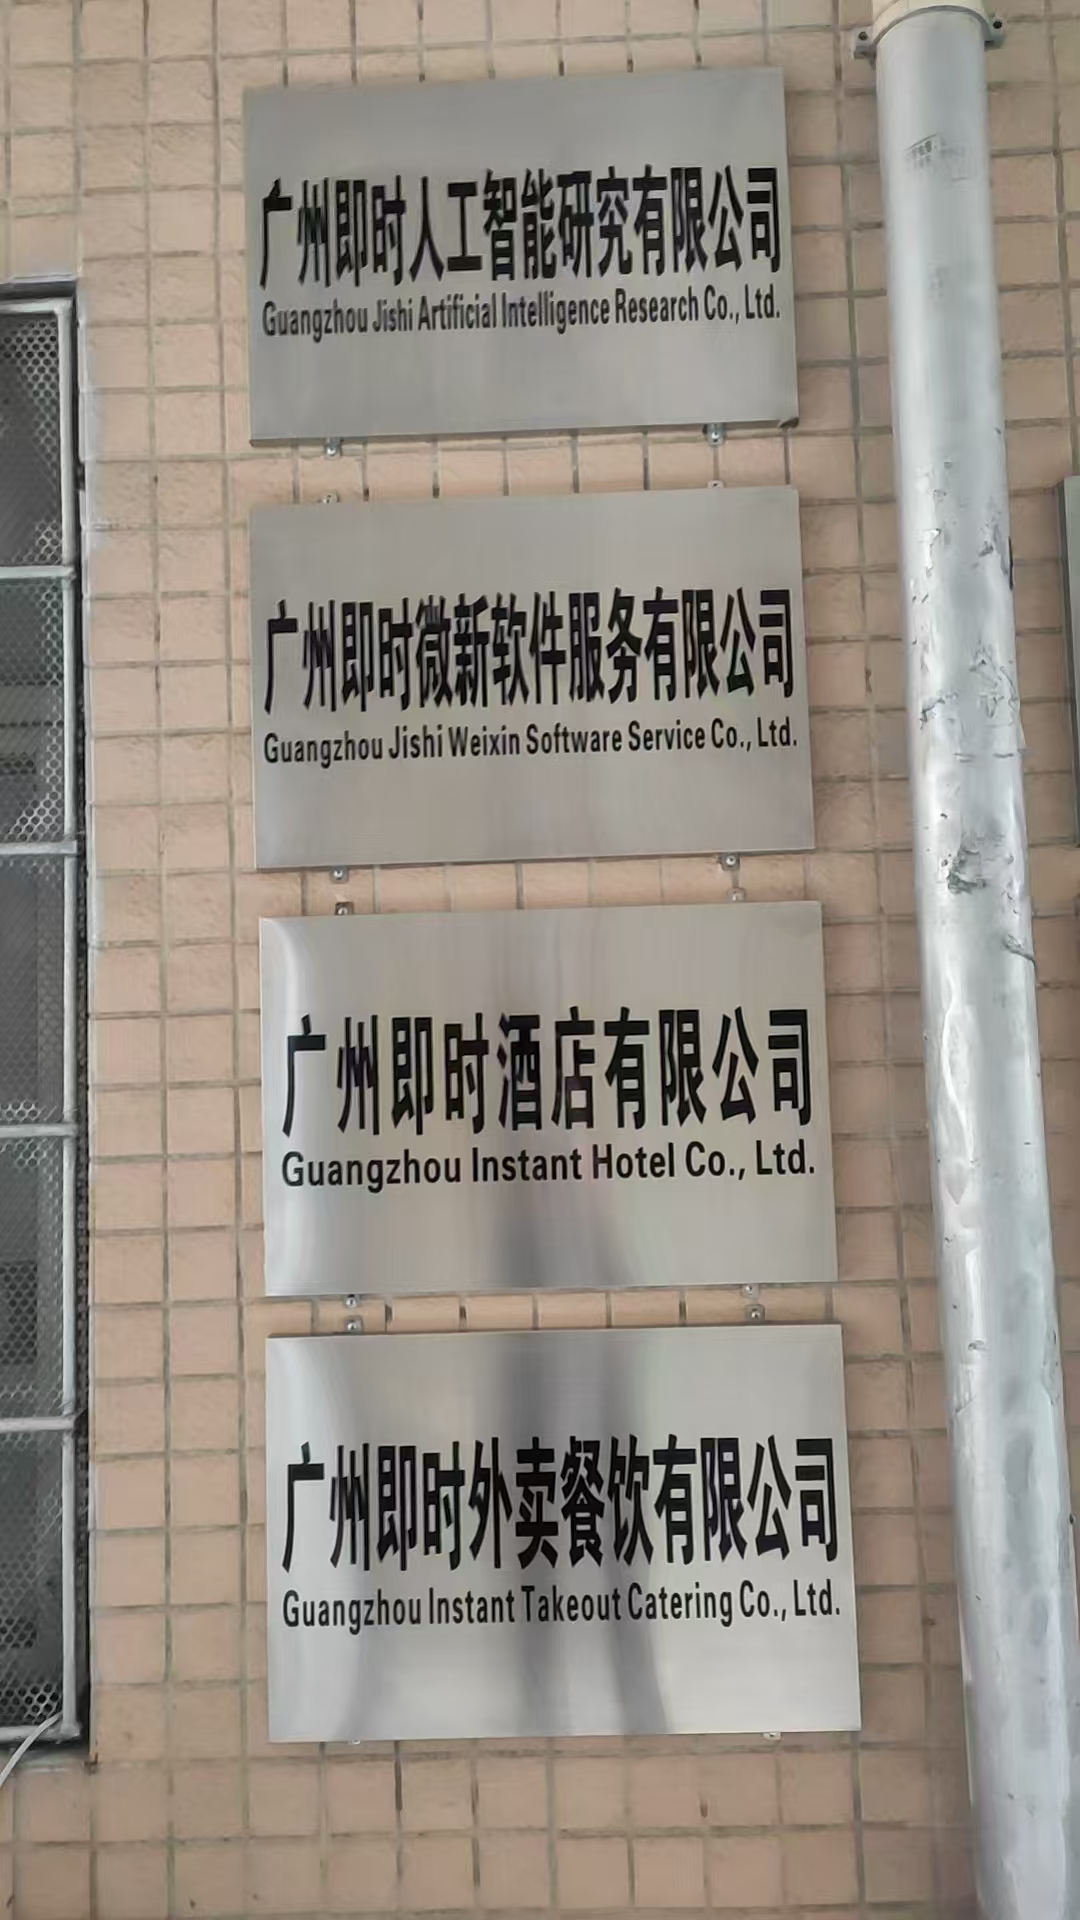 广州即时人工智能研究有限公司
Guangzhou Jishi Artificial Intelligence Research Co., Ltd.
广州即时微新软件服务有限公司
Guangzhou Jishi Weixin Software Service Co., Ltd.
广州即时酒店有限公司
Guangzhou Instant Hotel Co., Ltd.
广州即时外卖餐饮有限公司
Guangzhou Instant Takeout Catering Co., Ltd.